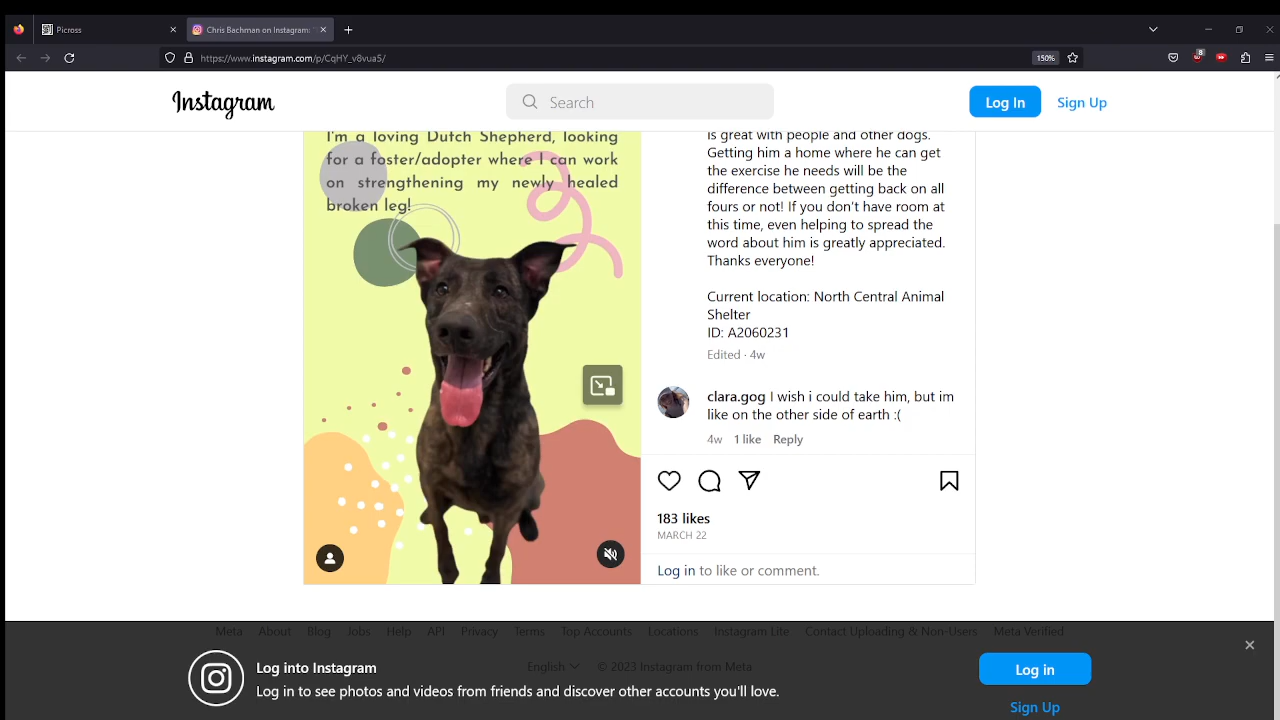 Picross
Chris Bachman on Instagram:
https://www.instagram.com/p/CqHY_v8vua5/
150%
8
Instagram
Search
Log In
Sign Up
I'm a loving Dutch Shepherd, looking
for a foster/adopter where I can work
on strengthening my newly healed
broken leg!
is great with people and other dogs.
Getting him a home where he can get
the exercise he needs will be the
difference between getting back on all
fours or not! If you don't have room at
this time, even helping to spread the
word about him is greatly appreciated.
Thanks everyone!
Current location: North Central Animal
Shelter
ID: A2060231
Edited · 4w
clara.gog I wish i could take him, but im
like on the other side of earth :(
4w 1 like Reply
183 likes
MARCH 22
Log in to like or comment.
Meta About Blog Jobs Help API Privacy Terms Top Accounts Locations Instagram Lite Contact Uploading & Non-Users Meta Verified
English © 2023 Instagram from Meta
Log into Instagram
Log in to see photos and videos from friends and discover other accounts you'll love.
Log in
Sign Up